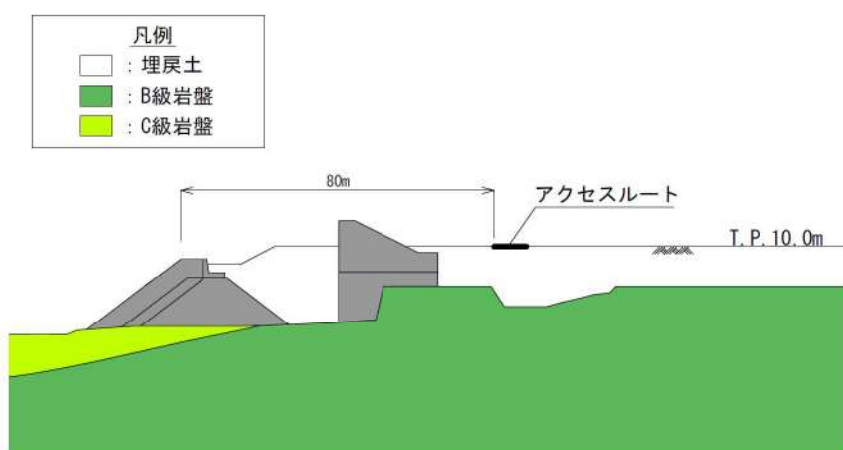 凡例
：埋戻土
：B級岩盤
：C級岩盤
80m
アクセスルート
T.P.10.0m